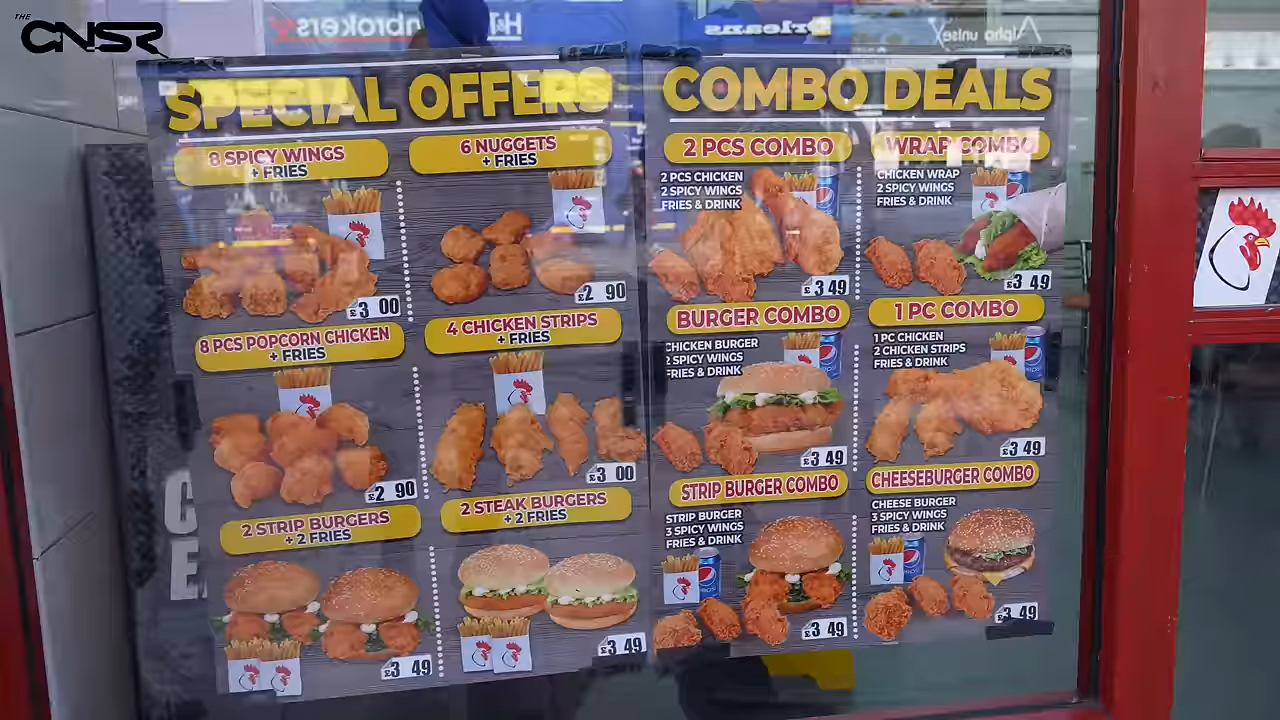 THE
CNSR
H&T
Orleans
Alpha unisex
SPECIAL OFFERS
8 SPICY WINGS
+ FRIES
£3 00
6 NUGGETS
+ FRIES
£2 90
8 PCS POPCORN CHICKEN
+ FRIES
£2 90
4 CHICKEN STRIPS
+ FRIES
£3 00
2 STRIP BURGERS
+ 2 FRIES
£3 49
2 STEAK BURGERS
+ 2 FRIES
£3 49
COMBO DEALS
2 PCS COMBO
2 PCS CHICKEN
2 SPICY WINGS
FRIES & DRINK
£3 49
WRAP COMBO
CHICKEN WRAP
2 SPICY WINGS
FRIES & DRINK
£3 49
BURGER COMBO
CHICKEN BURGER
2 SPICY WINGS
FRIES & DRINK
£3 49
1 PC COMBO
1 PC CHICKEN
2 CHICKEN STRIPS
FRIES & DRINK
£3 49
STRIP BURGER COMBO
STRIP BURGER
3 SPICY WINGS
FRIES & DRINK
£3 49
CHEESEBURGER COMBO
CHEESE BURGER
3 SPICY WINGS
FRIES & DRINK
£3 49